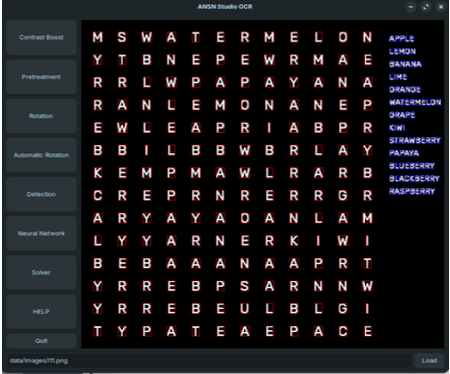 ANSN Studio OCR
Contrast Boost
Pretreatment
Rotation
Automatic Rotation
Detection
Neural Network
Solver
HELP
Quit
M S W A T E R M E L O N
Y T B N E P E W R M A E
R R L W P A P A Y A N A
R A N L E M O N A N E P
E W L E A P R I A B P R
B B I L B B W B R L A Y
K E M P M A W L R A R B
C R E P R N R E R R G R
A R Y A Y A O A N L A M
L Y Y A R N E R K I W I
B E B A A A N A A P R T
Y R R E B P S A R N N W
Y R R E B E U L B L G I
T Y P A T E A E P A C E
APPLE
LEMON
BANANA
LIME
ORANGE
WATERMELON
GRAPE
KIWI
STRAWBERRY
PAPAYA
BLUEBERRY
BLACKBERRY
RASPBERRY
data/images/l11.png
Load